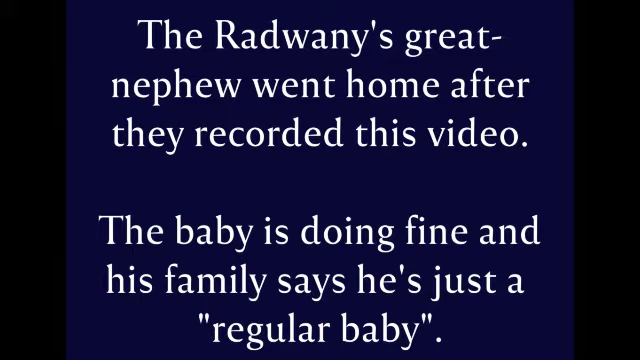 The Radwany's great-
nephew went home after
they recorded this video.
The baby is doing fine and
his family says he's just a
"regular baby".